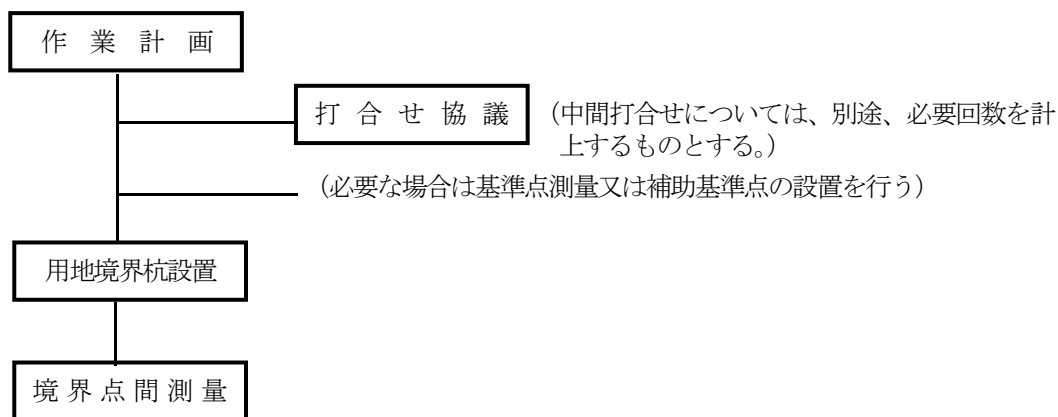 作業計画
打合せ協議
（中間打合せについては、別途、必要回数を計
上するものとする。）
（必要な場合は基準点測量又は補助基準点の設置を行う）
用地境界杭設置
境界点間測量